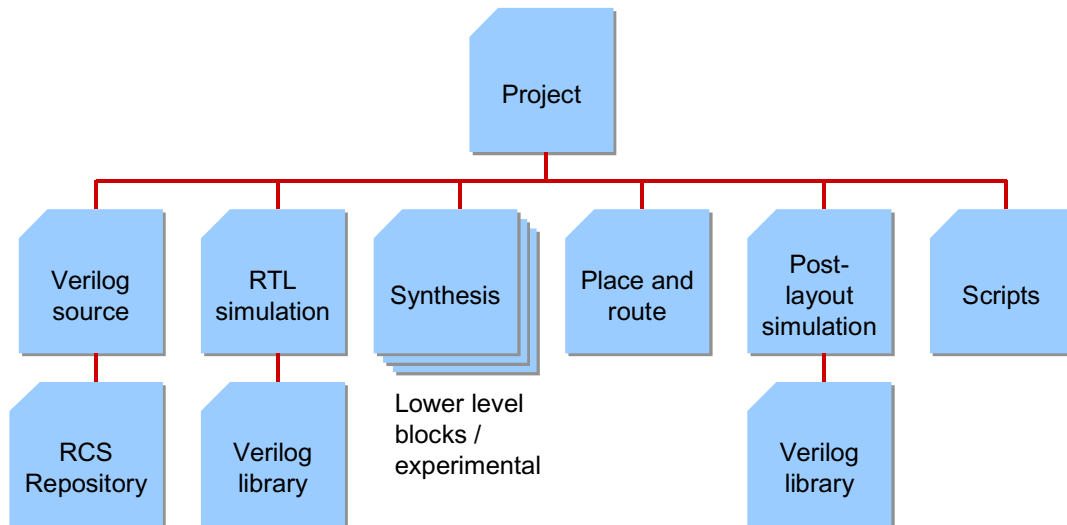 Project
Verilog
source
RTL
simulation
Synthesis
Place and
route
Post-
layout
simulation
Scripts
RCS
Repository
Verilog
library
Lower level
blocks /
experimental
Verilog
library